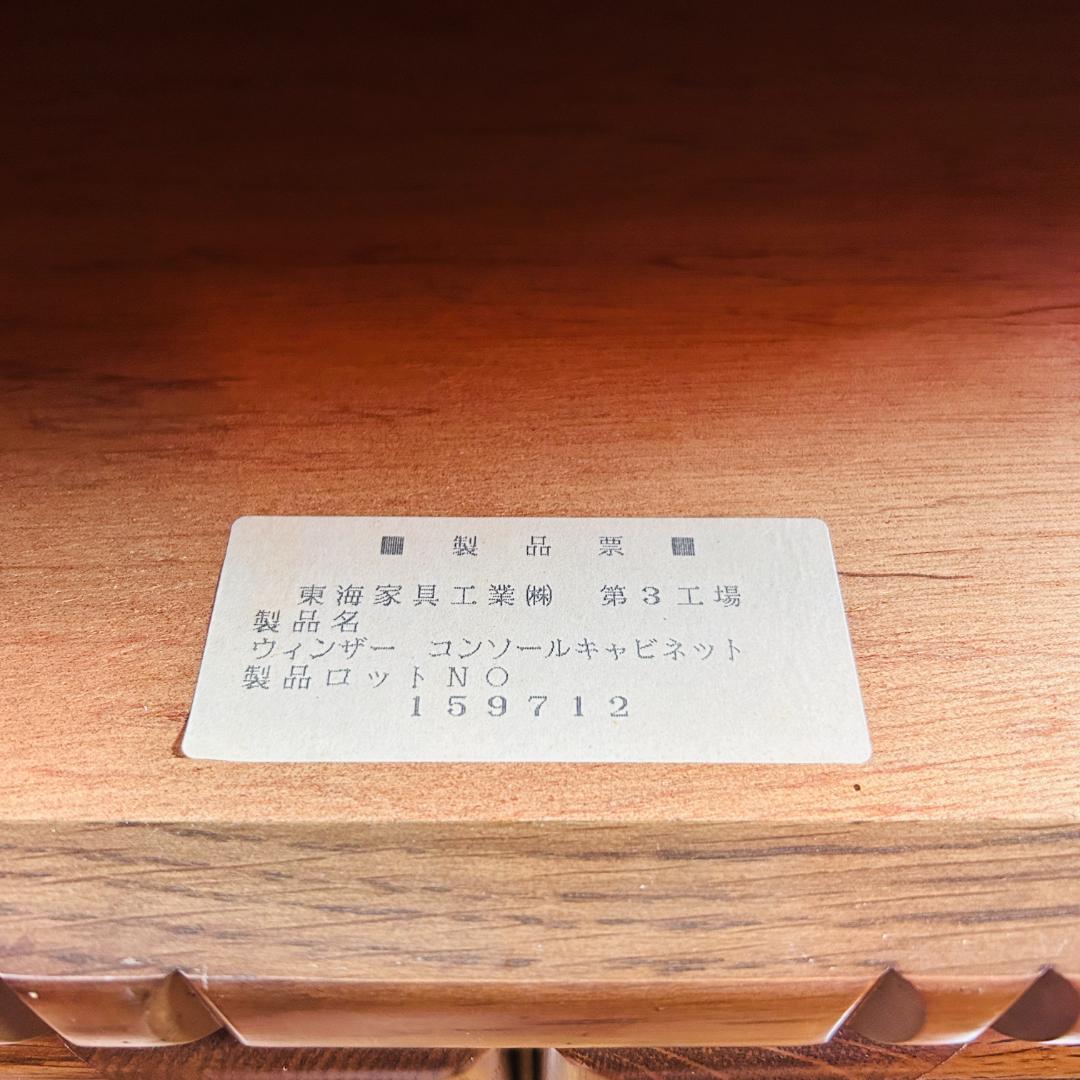 ■ 製品票 ■
東海家具工業㈱ 第3工場
製品名
ウィンザー コンソールキャビネット
製品ロットNO
159712